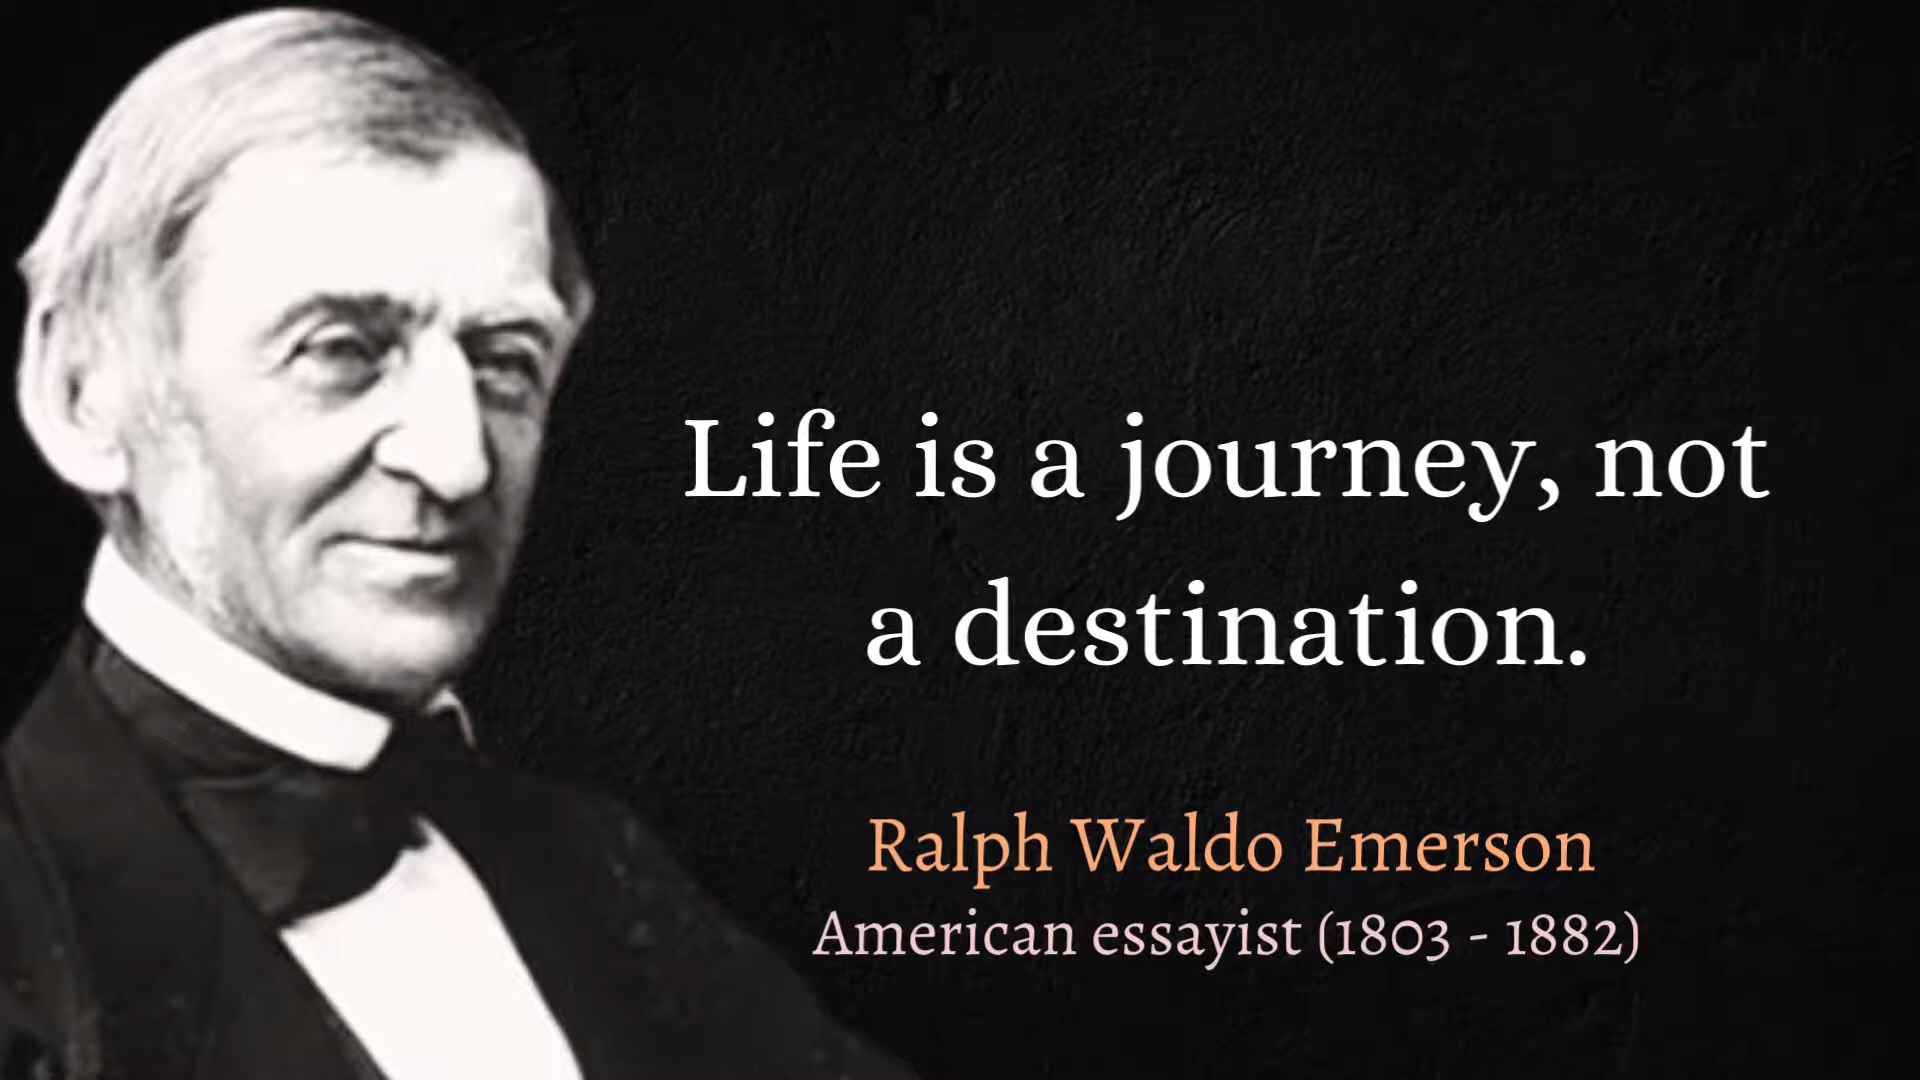 Life is a journey, not
a destination.
Ralph Waldo Emerson
American essayist (1803 - 1882)